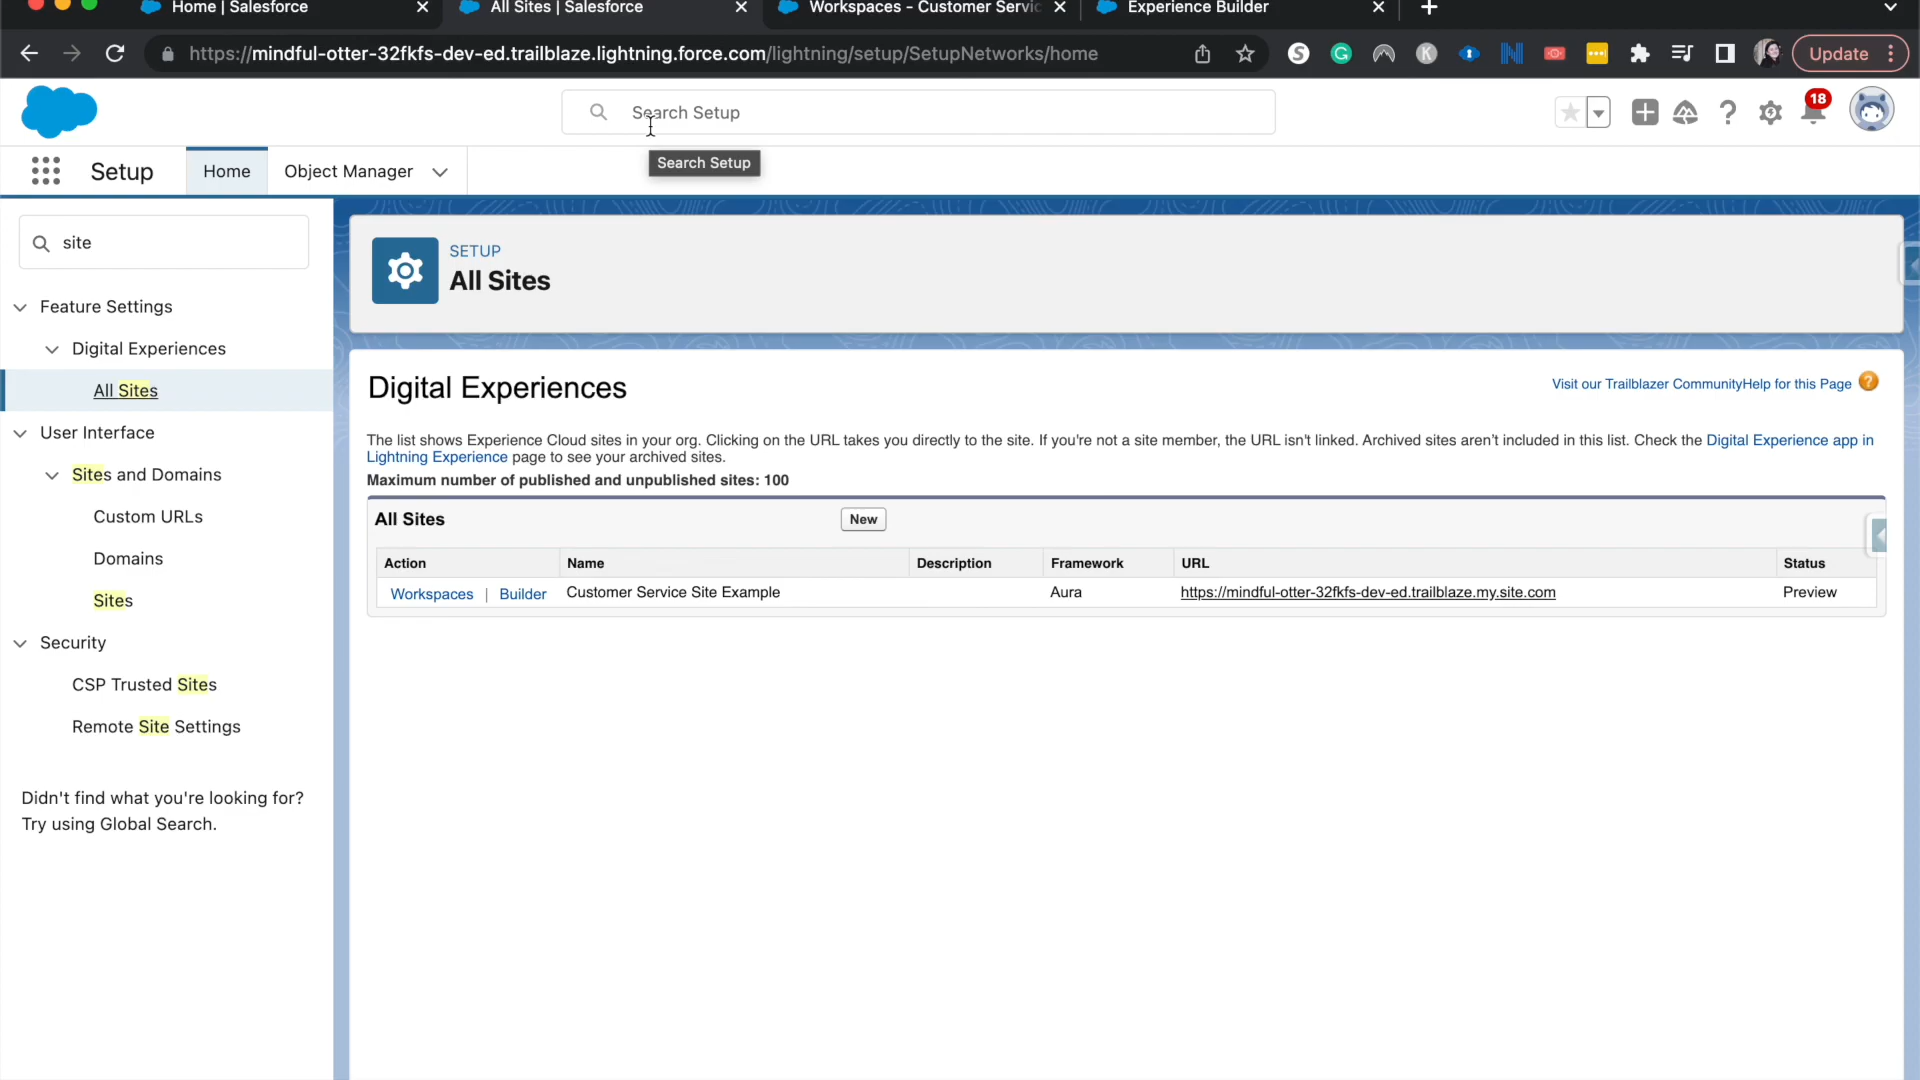 Home | Salesforce
All Sites | Salesforce
Workspaces - Customer Servic
Experience Builder
https://mindful-otter-32fkfs-dev-ed.trailblaze.lightning.force.com/lightning/setup/SetupNetworks/home
Update
Search Setup
18
Setup
Home
Object Manager
Search Setup
site
Feature Settings
Digital Experiences
All Sites
User Interface
Sites and Domains
Custom URLs
Domains
Sites
Security
CSP Trusted Sites
Remote Site Settings
Didn't find what you're looking for?
Try using Global Search.
SETUP
All Sites
Digital Experiences
Visit our Trailblazer Community Help for this Page
The list shows Experience Cloud sites in your org. Clicking on the URL takes you directly to the site. If you're not a site member, the URL isn't linked. Archived sites aren't included in this list. Check the Digital Experience app in
Lightning Experience page to see your archived sites.
Maximum number of published and unpublished sites: 100
All Sites
New
Action Name Description Framework URL Status
Workspaces | Builder Customer Service Site Example Aura https://mindful-otter-32fkfs-dev-ed.trailblaze.my.site.com Preview